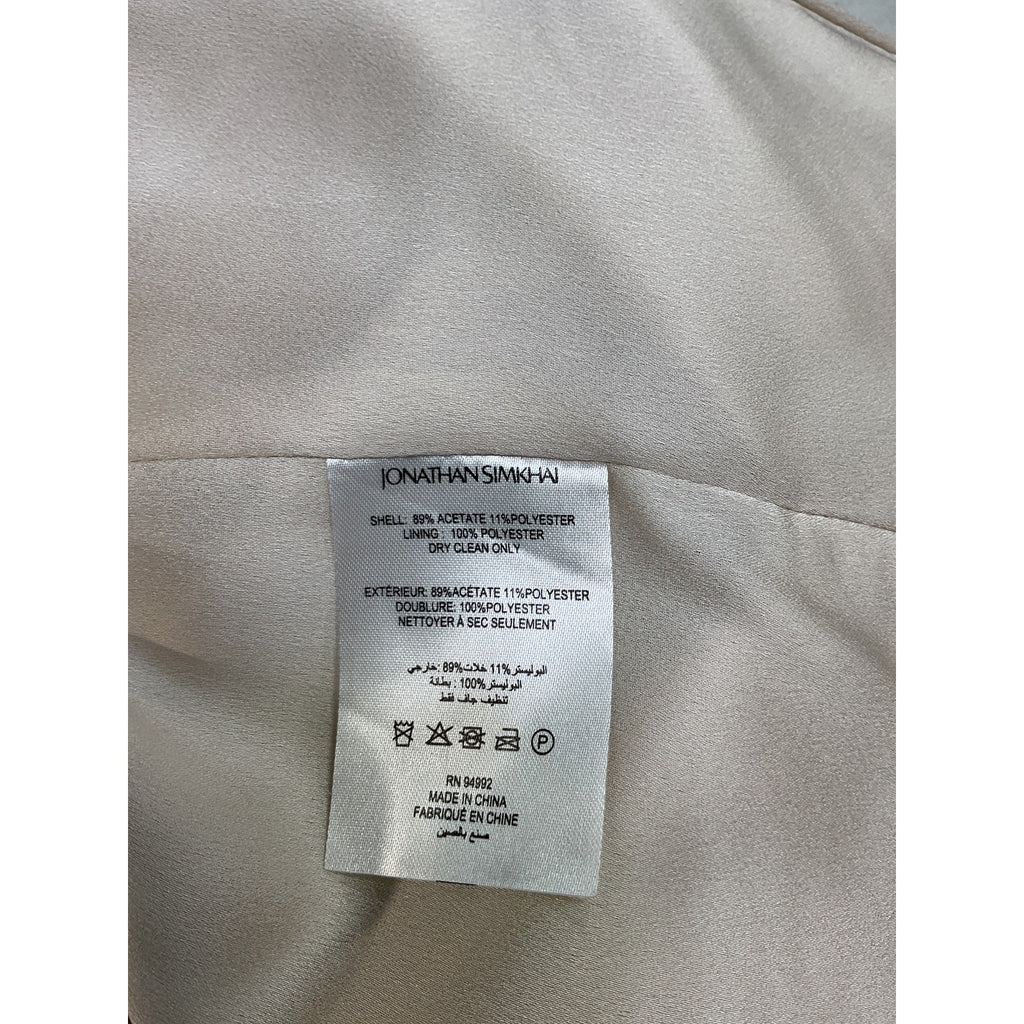 JONATHAN SIMKHAI
SHELL: 89% ACETATE 11%POLYESTER
LINING : 100% POLYESTER
DRY CLEAN ONLY
EXTÉRIEUR: 89%ACÉTATE 11%POLYESTER
DOUBLURE: 100%POLYESTER
NETTOYER À SEC SEULEMENT
البوليستر11% خلات89% :خارجي
البوليستر100% : بطانة
تنظيف جاف فقط
P
RN 94992
MADE IN CHINA
FABRIQUÉ EN CHINE
صنع بالصين